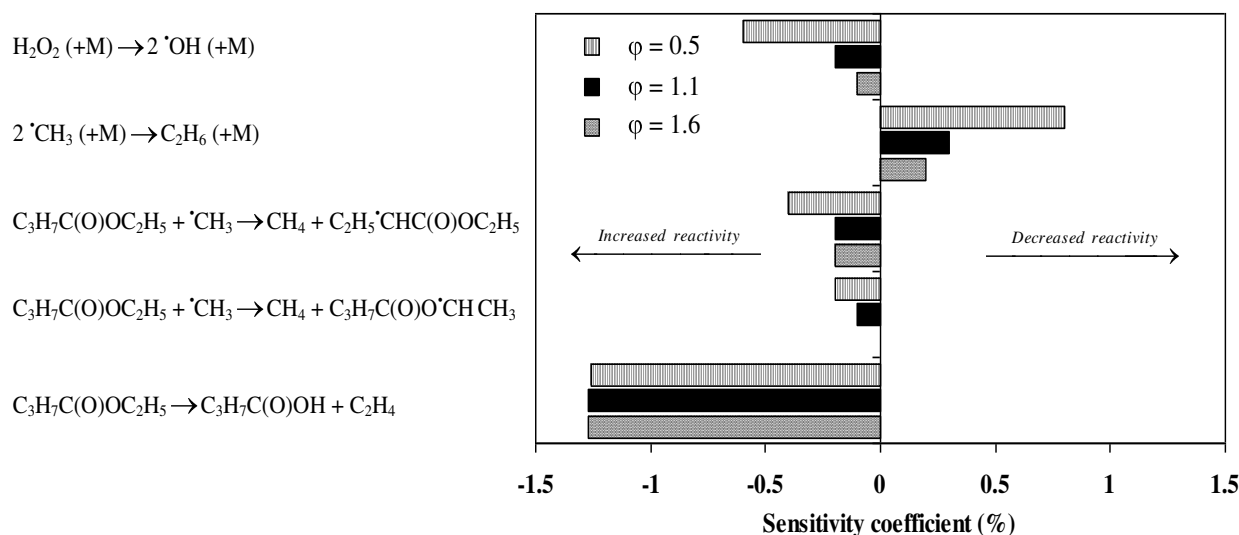 H₂O₂ (+M) → 2 •OH (+M)
2 •CH₃ (+M) → C₂H₆ (+M)
C₃H₇C(O)OC₂H₅ + •CH₃ → CH₄ + C₂H₅•CHC(O)OC₂H₅
C₃H₇C(O)OC₂H₅ + •CH₃ → CH₄ + C₃H₇C(O)O•CHCH₃
C₃H₇C(O)OC₂H₅ → C₃H₇C(O)OH + C₂H₄
φ = 0.5
φ = 1.1
φ = 1.6
Increased reactivity
Decreased reactivity
-1.5 -1 -0.5 0 0.5 1 1.5
Sensitivity coefficient (%)